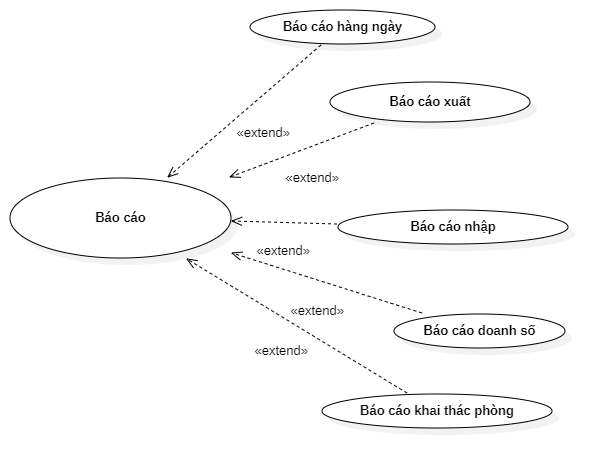 Báo cáo hàng ngày
Báo cáo xuất
«extend»
«extend»
Báo cáo
Báo cáo nhập
«extend»
«extend»
Báo cáo doanh số
«extend»
Báo cáo khai thác phòng